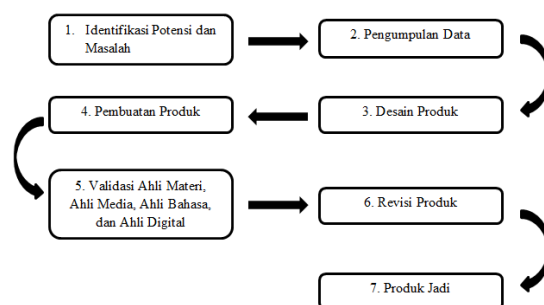 1. Identifikasi Potensi dan
Masalah
2. Pengumpulan Data
3. Desain Produk
4. Pembuatan Produk
5. Validasi Ahli Materi,
Ahli Media, Ahli Bahasa,
dan Ahli Digital
6. Revisi Produk
7. Produk Jadi